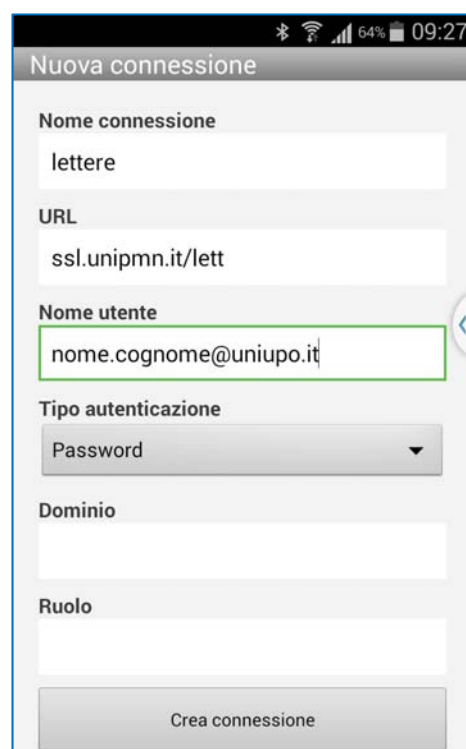 64% 09:27
Nuova connessione
Nome connessione
lettere
URL
ssl.unipmn.it/lett
Nome utente
nome.cognome@uniupo.it
Tipo autenticazione
Password
Dominio
Ruolo
Crea connessione